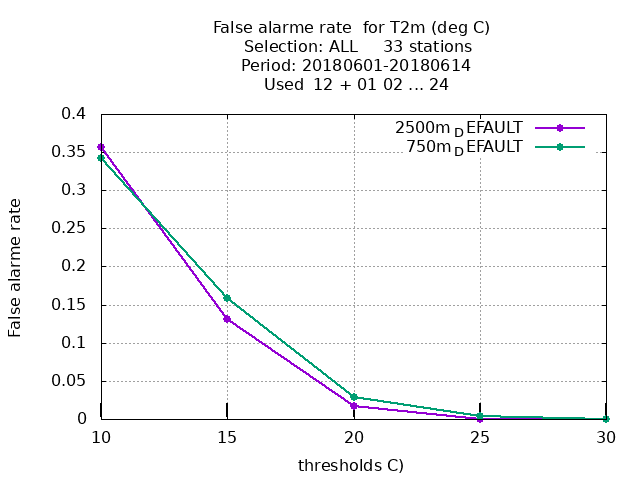 False alarme rate  for T2m (deg C)
Selection: ALL     33 stations
Period: 20180601-20180614
Used  12 + 01 02 ... 24
2500m_DEFAULT
750m_DEFAULT
0.4
0.35
0.3
0.25
0.2
0.15
0.1
0.05
0
False alarme rate
10 15 20 25 30
thresholds C)